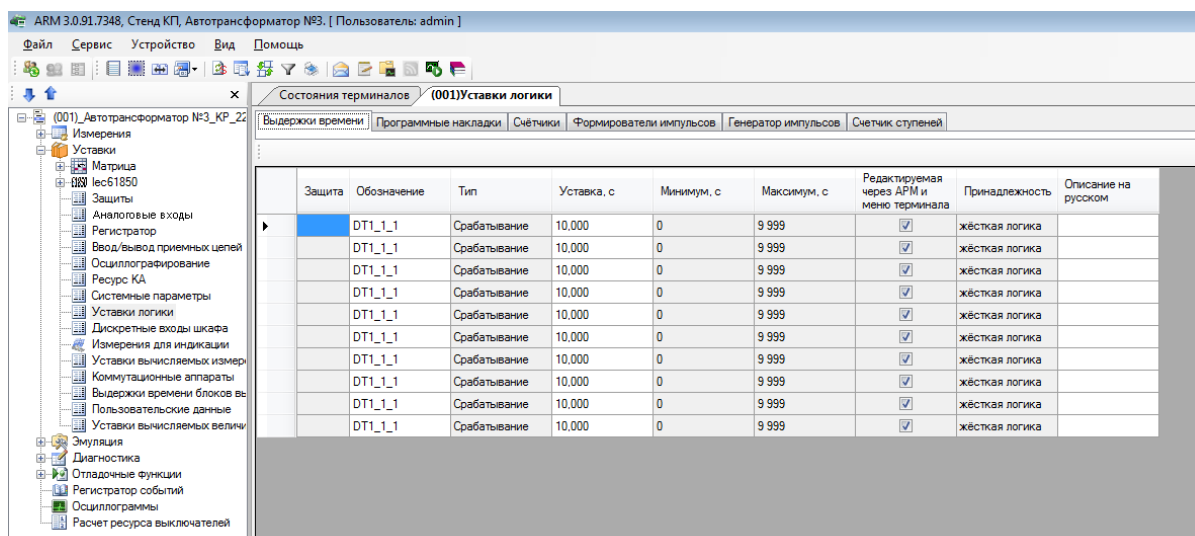 ARM 3.0.91.7348, Стенд КП, Автотрансформатор №3. [ Пользователь: admin ]
Файл Сервис Устройство Вид Помощь
Состояния терминалов (001)Уставки логики
(001)_Автотрансформатор №3_KP_22
Измерения
Уставки
Матрица
Iec61850
Защиты
Аналоговые входы
Регистратор
Ввод/вывод приемных цепей
Осциллографирование
Ресурс КА
Системные параметры
Уставки логики
Дискретные входы шкафа
Измерения для индикации
Уставки вычисляемых измер
Коммутационные аппараты
Выдержки времени блоков вы
Пользовательские данные
Уставки вычисляемых величи
Эмуляция
Диагностика
Отладочные функции
Регистратор событий
Осциллограммы
Расчет ресурса выключателей
Выдержки времени Программные накладки Счётчики Формирователи импульсов Генератор импульсов Счетчик ступеней
Защита Обозначение Тип Уставка, с Минимум, с Максимум, с Редактируемая через АРМ и меню терминала Принадлежность Описание на русском
DT1_1_1 Срабатывание 10,000 0 9 999 жёсткая логика
DT1_1_1 Срабатывание 10,000 0 9 999 жёсткая логика
DT1_1_1 Срабатывание 10,000 0 9 999 жёсткая логика
DT1_1_1 Срабатывание 10,000 0 9 999 жёсткая логика
DT1_1_1 Срабатывание 10,000 0 9 999 жёсткая логика
DT1_1_1 Срабатывание 10,000 0 9 999 жёсткая логика
DT1_1_1 Срабатывание 10,000 0 9 999 жёсткая логика
DT1_1_1 Срабатывание 10,000 0 9 999 жёсткая логика
DT1_1_1 Срабатывание 10,000 0 9 999 жёсткая логика
DT1_1_1 Срабатывание 10,000 0 9 999 жёсткая логика